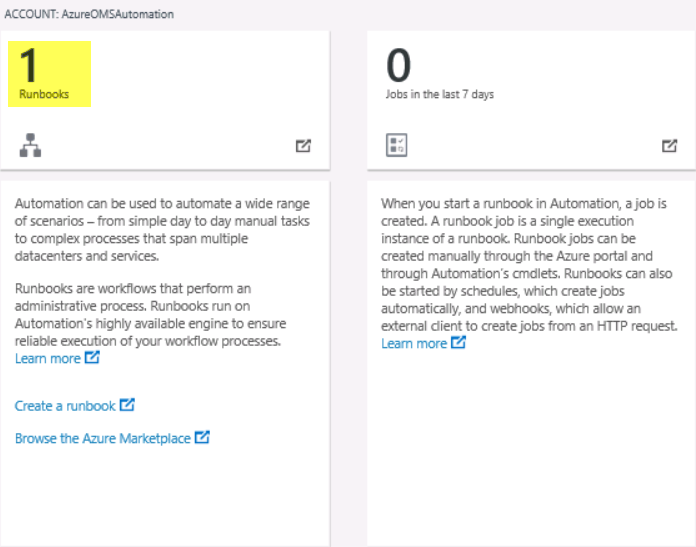 ACCOUNT: AzureOMSAutomation
1
Runbooks
0
Jobs in the last 7 days
Automation can be used to automate a wide range
of scenarios – from simple day to day manual tasks
to complex processes that span multiple
datacenters and services.
Runbooks are workflows that perform an
administrative process. Runbooks run on
Automation's highly available engine to ensure
reliable execution of your workflow processes.
Learn more
Create a runbook
Browse the Azure Marketplace
When you start a runbook in Automation, a job is
created. A runbook job is a single execution
instance of a runbook. Runbook jobs can be
created manually through the Azure portal and
through Automation's cmdlets. Runbooks can also
be started by schedules, which create jobs
automatically, and webhooks, which allow an
external client to create jobs from an HTTP request.
Learn more